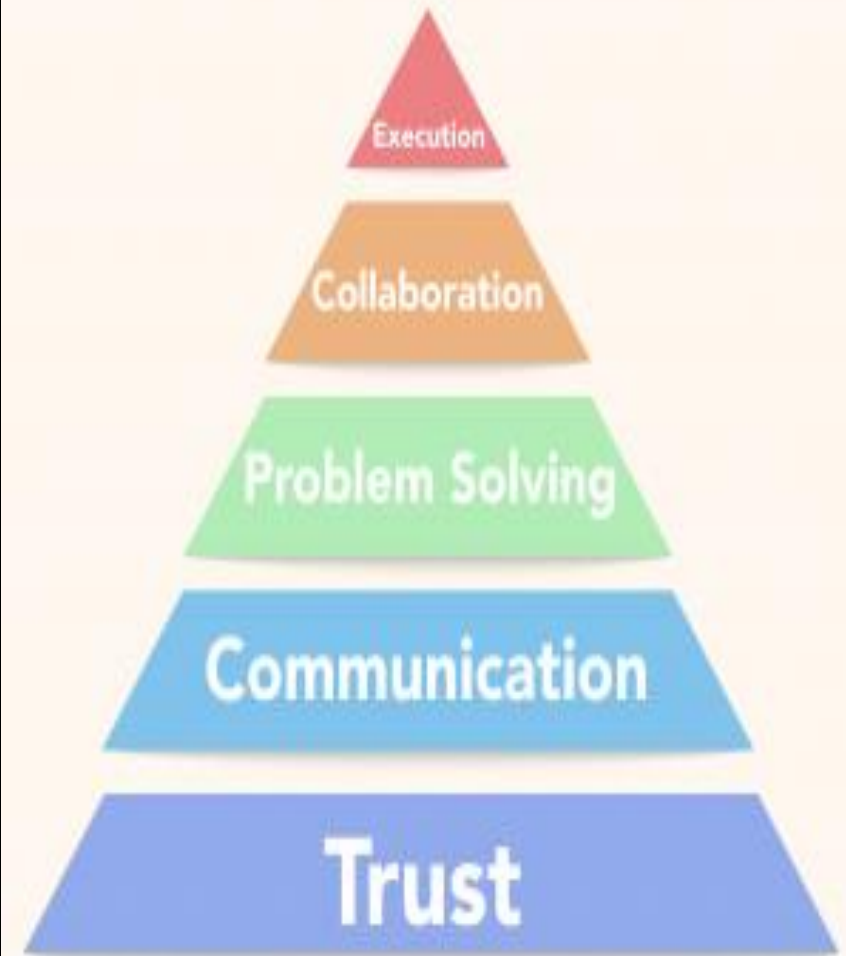 Execution
Collaboration
Problem Solving
Communication
Trust